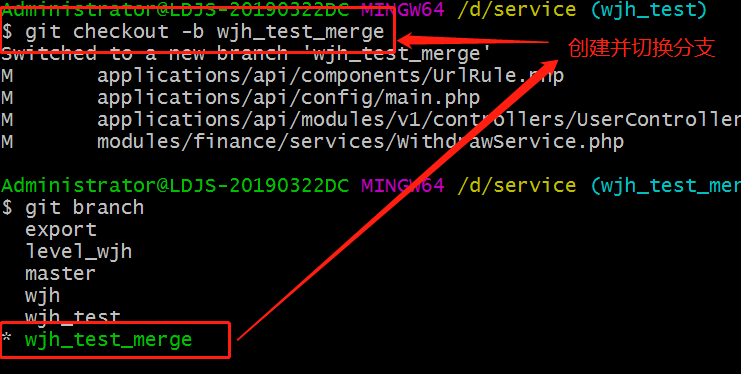 Administrator@LDJS-20190322DC MINGW64 /d/service (wjh_test)
$ git checkout -b wjh_test_merge
Switched to a new branch 'wjh_test_merge'
创建并切换分支
M applications/api/components/UrlRule.php
M applications/api/config/main.php
M applications/api/modules/v1/controllers/UserController
M modules/finance/services/WithdrawService.php
Administrator@LDJS-20190322DC MINGW64 /d/service (wjh_test_mer
$ git branch
export
level_wjh
master
wjh
wjh_test
* wjh_test_merge